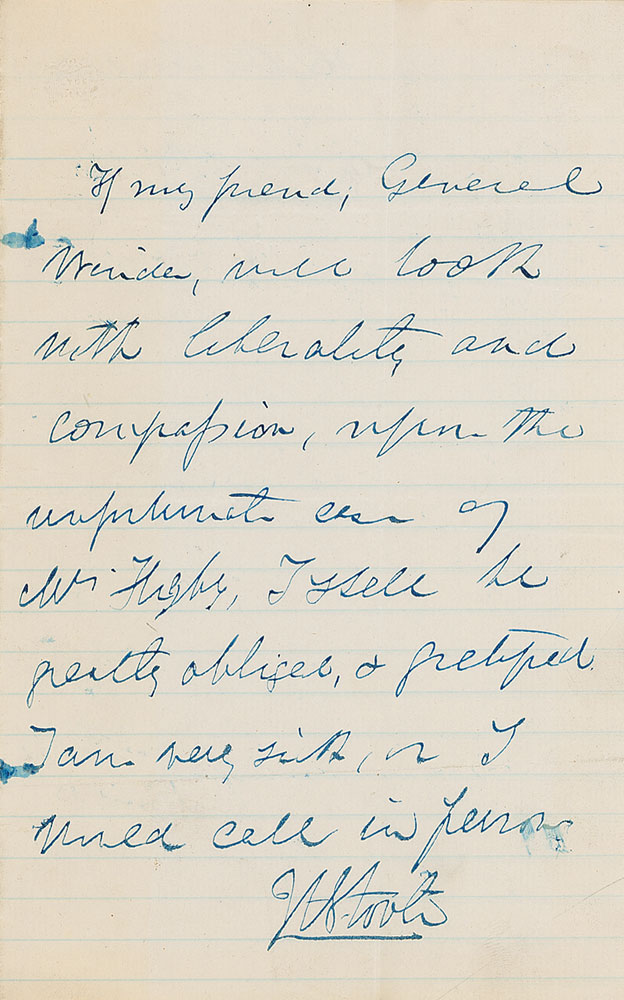 If my friend, General
Winder, will look
with liberality and
compassion, upon the
unfortunate case of
Mr. Higby, I shall be
greatly obliged, & gratified.
I am very sick, or I
would call in person
H S Foote